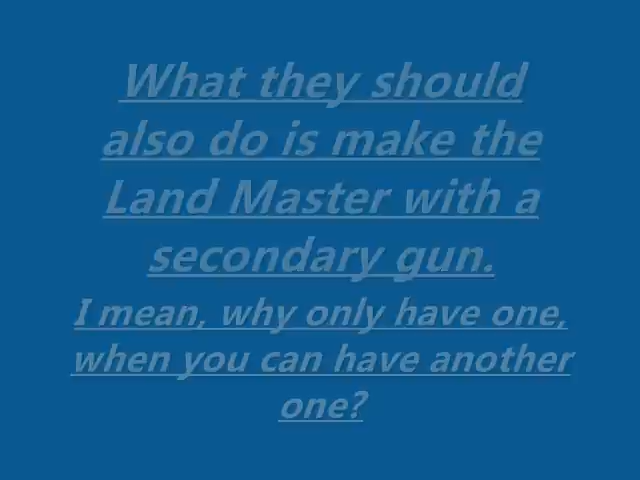 What they should
also do is make the
Land Master with a
secondary gun.
I mean, why only have one,
when you can have another
one?